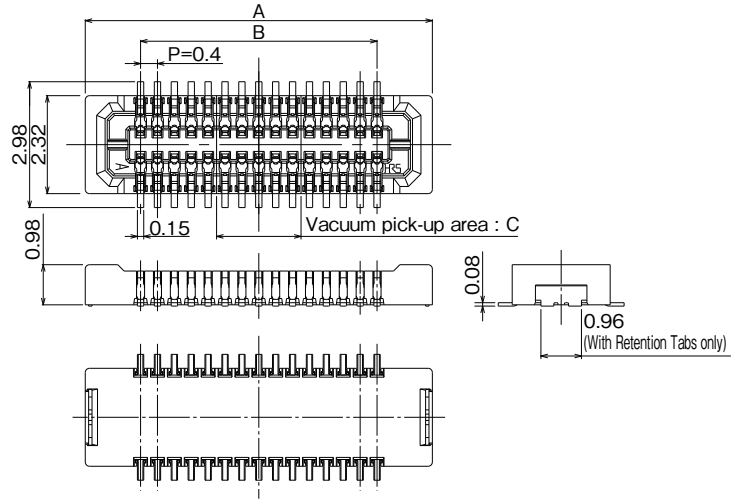 A
B
P=0.4
2.98
2.32
A
HRS
0.15
Vacuum pick-up area : C
0.98
0.08
0.96
(With Retention Tabs only)